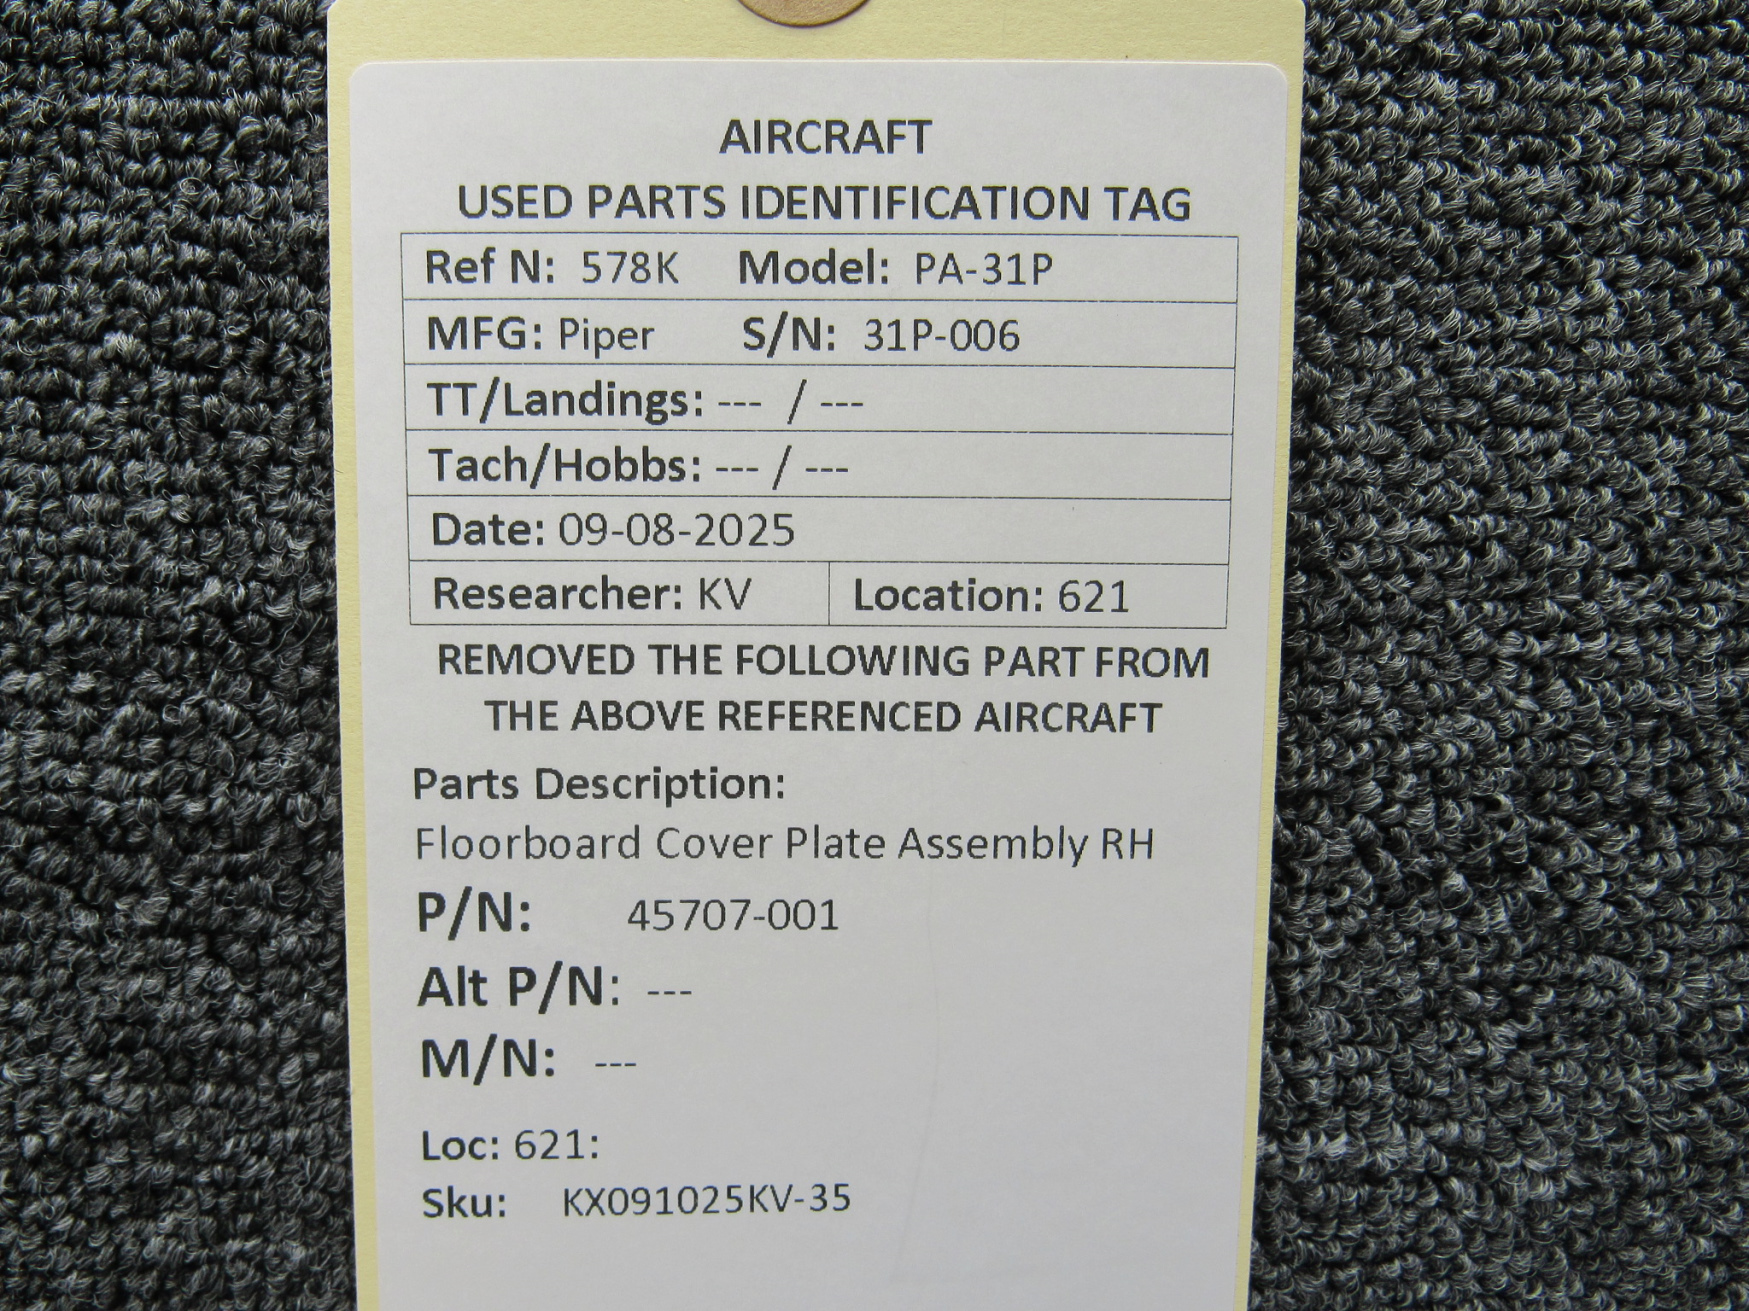 AIRCRAFT
USED PARTS IDENTIFICATION TAG
Ref N: 578K Model: PA-31P
MFG: Piper S/N: 31P-006
TT/Landings: --- / ---
Tach/Hobbs: --- / ---
Date: 09-08-2025
Researcher: KV Location: 621
REMOVED THE FOLLOWING PART FROM
THE ABOVE REFERENCED AIRCRAFT
Parts Description:
Floorboard Cover Plate Assembly RH
P/N: 45707-001
Alt P/N: ---
M/N: ---
Loc: 621:
Sku: KX091025KV-35